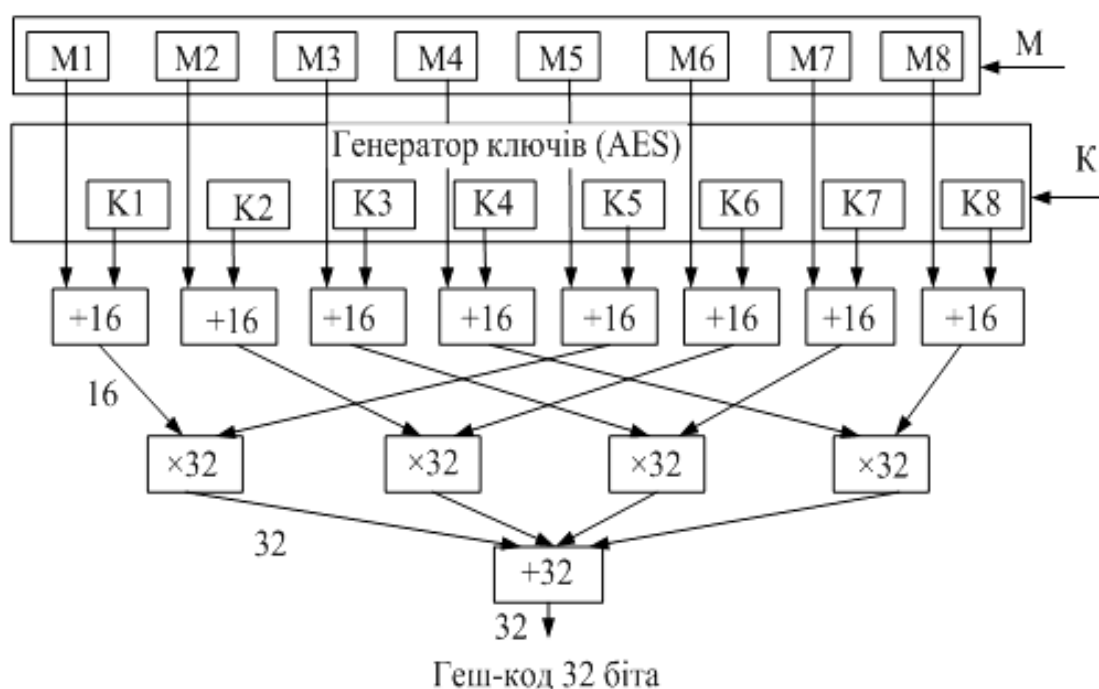 M1 M2 M3 M4 M5 M6 M7 M8
М
Генератор ключів (AES)
К
K1 K2 K3 K4 K5 K6 K7 K8
+16 +16 +16 +16 +16 +16 +16 +16
16
×32 ×32 ×32 ×32
32
+32
32
Геш-код 32 біта